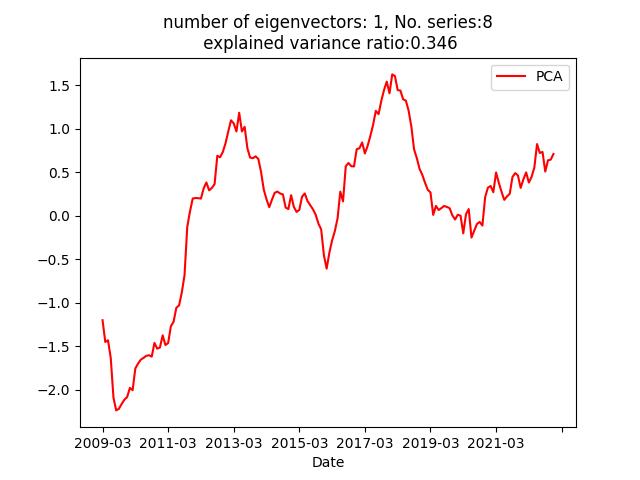 number of eigenvectors: 1, No. series:8
explained variance ratio:0.346
PCA
1.5
1.0
0.5
0.0
−0.5
−1.0
−1.5
−2.0
2009-03 2011-03 2013-03 2015-03 2017-03 2019-03 2021-03
Date